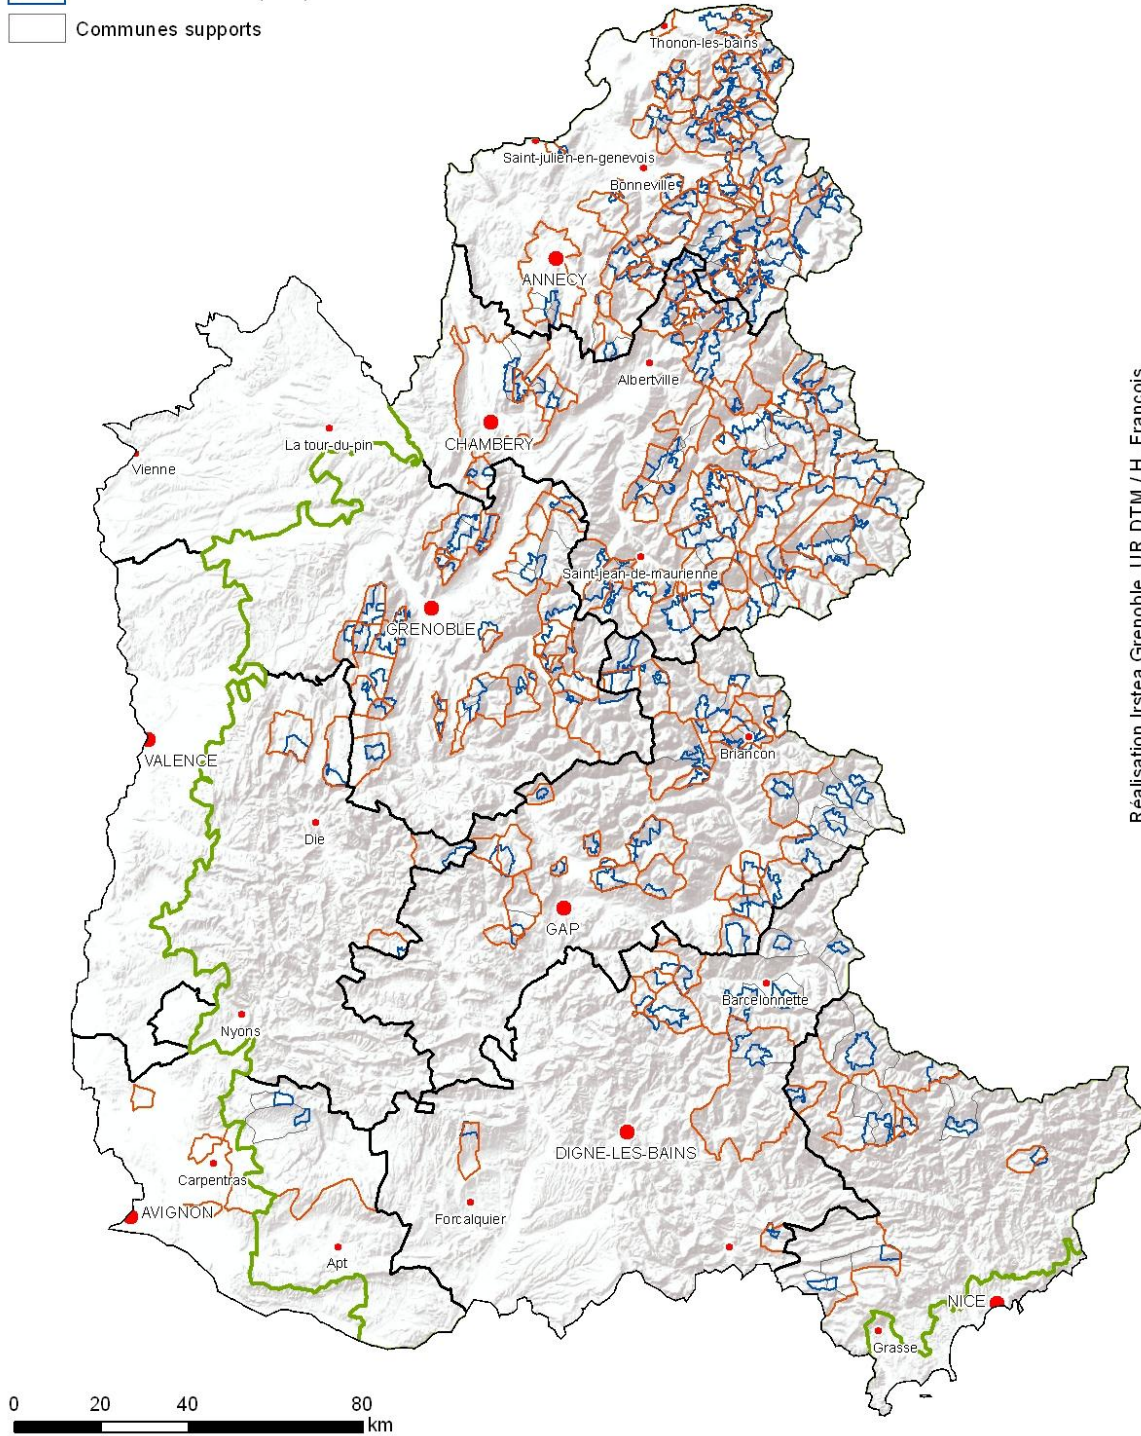 Communes supports
Thonon-les-bains
Saint-julien-en-genevois
Bonneville
ANNECY
Albertville
La tour-du-pin
CHAMBÉRY
Vienne
Saint-jean-de-maurienne
GRENOBLE
VALENCE
Briancon
Die
GAP
Barcelonnette
Nyons
DIGNE-LES-BAINS
Carpentras
AVIGNON
Forcalquier
Apt
NICE
Grasse
0 20 40 80
km
Réalisation Irstea Grenoble, UR DTM / H. François